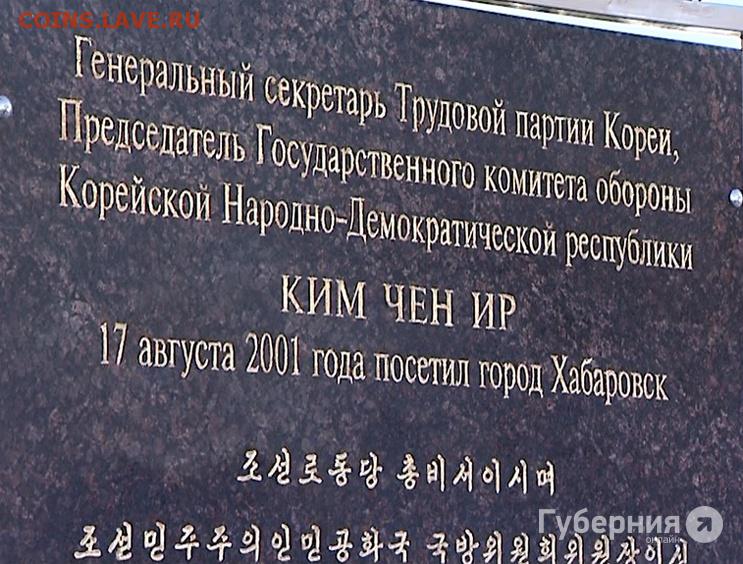 COINS.LAVE.RU
Генеральный секретарь Трудовой партии Кореи,
Председатель Государственного комитета обороны
Корейской Народно-Демократической республики
КИМ ЧЕН ИР
17 августа 2001 года посетил город Хабаровск
조선로동당 총비서이시며
조선민주주의인민공화국 국방위원회위원장이신
Губерния
онлайн